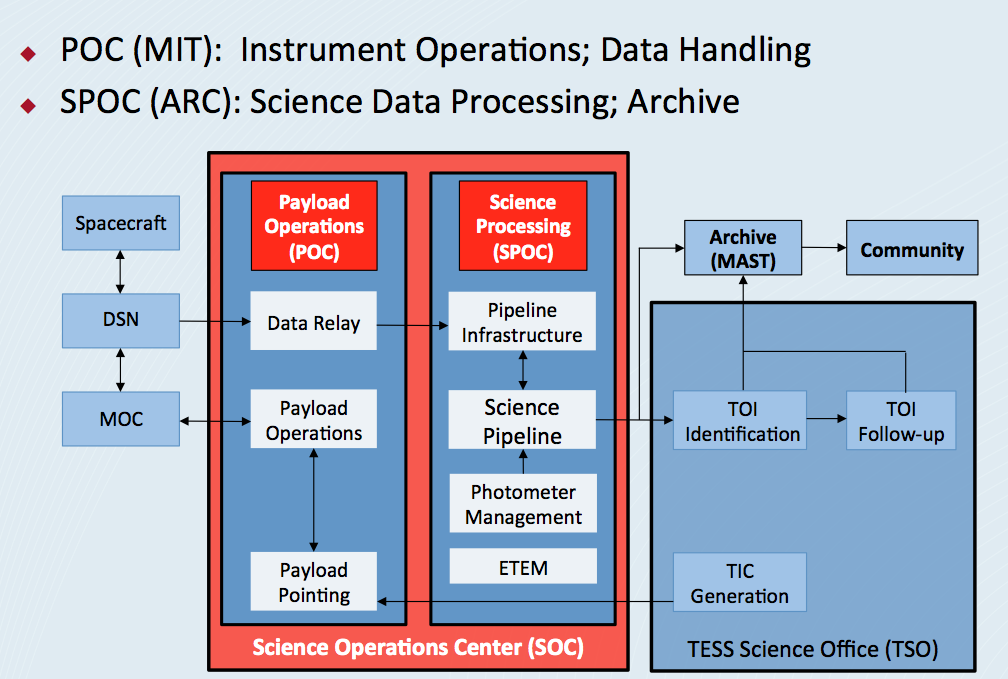 POC (MIT): Instrument Operations; Data Handling
SPOC (ARC): Science Data Processing; Archive
Spacecraft
DSN
MOC
Payload
Operations
(POC)
Data Relay
Payload
Operations
Payload
Pointing
Science
Processing
(SPOC)
Pipeline
Infrastructure
Science
Pipeline
Photometer
Management
ETEM
Science Operations Center (SOC)
Archive
(MAST)
Community
TOI
Identification
TOI
Follow-up
TIC
Generation
TESS Science Office (TSO)